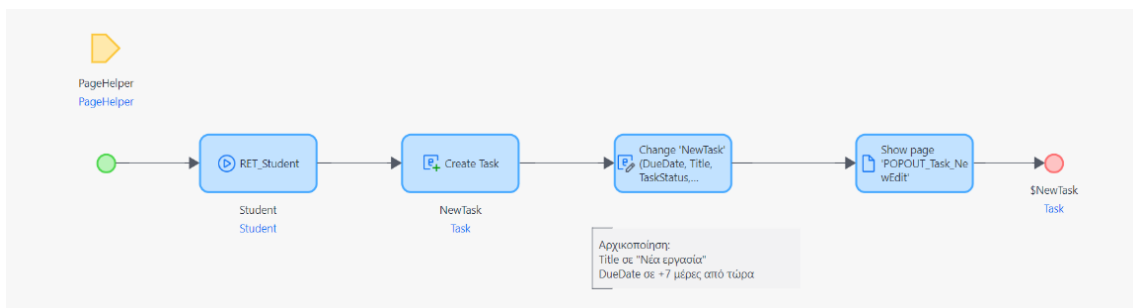 PageHelper
PageHelper
RET_Student
Student
Student
Create Task
NewTask
Task
Change 'NewTask'
(DueDate, Title,
TaskStatus,...
Αρχικοποίηση:
Title σε "Νέα εργασία"
DueDate σε +7 μέρες από τώρα
Show page
'POPOUT_Task_Ne
wEdit'
$NewTask
Task